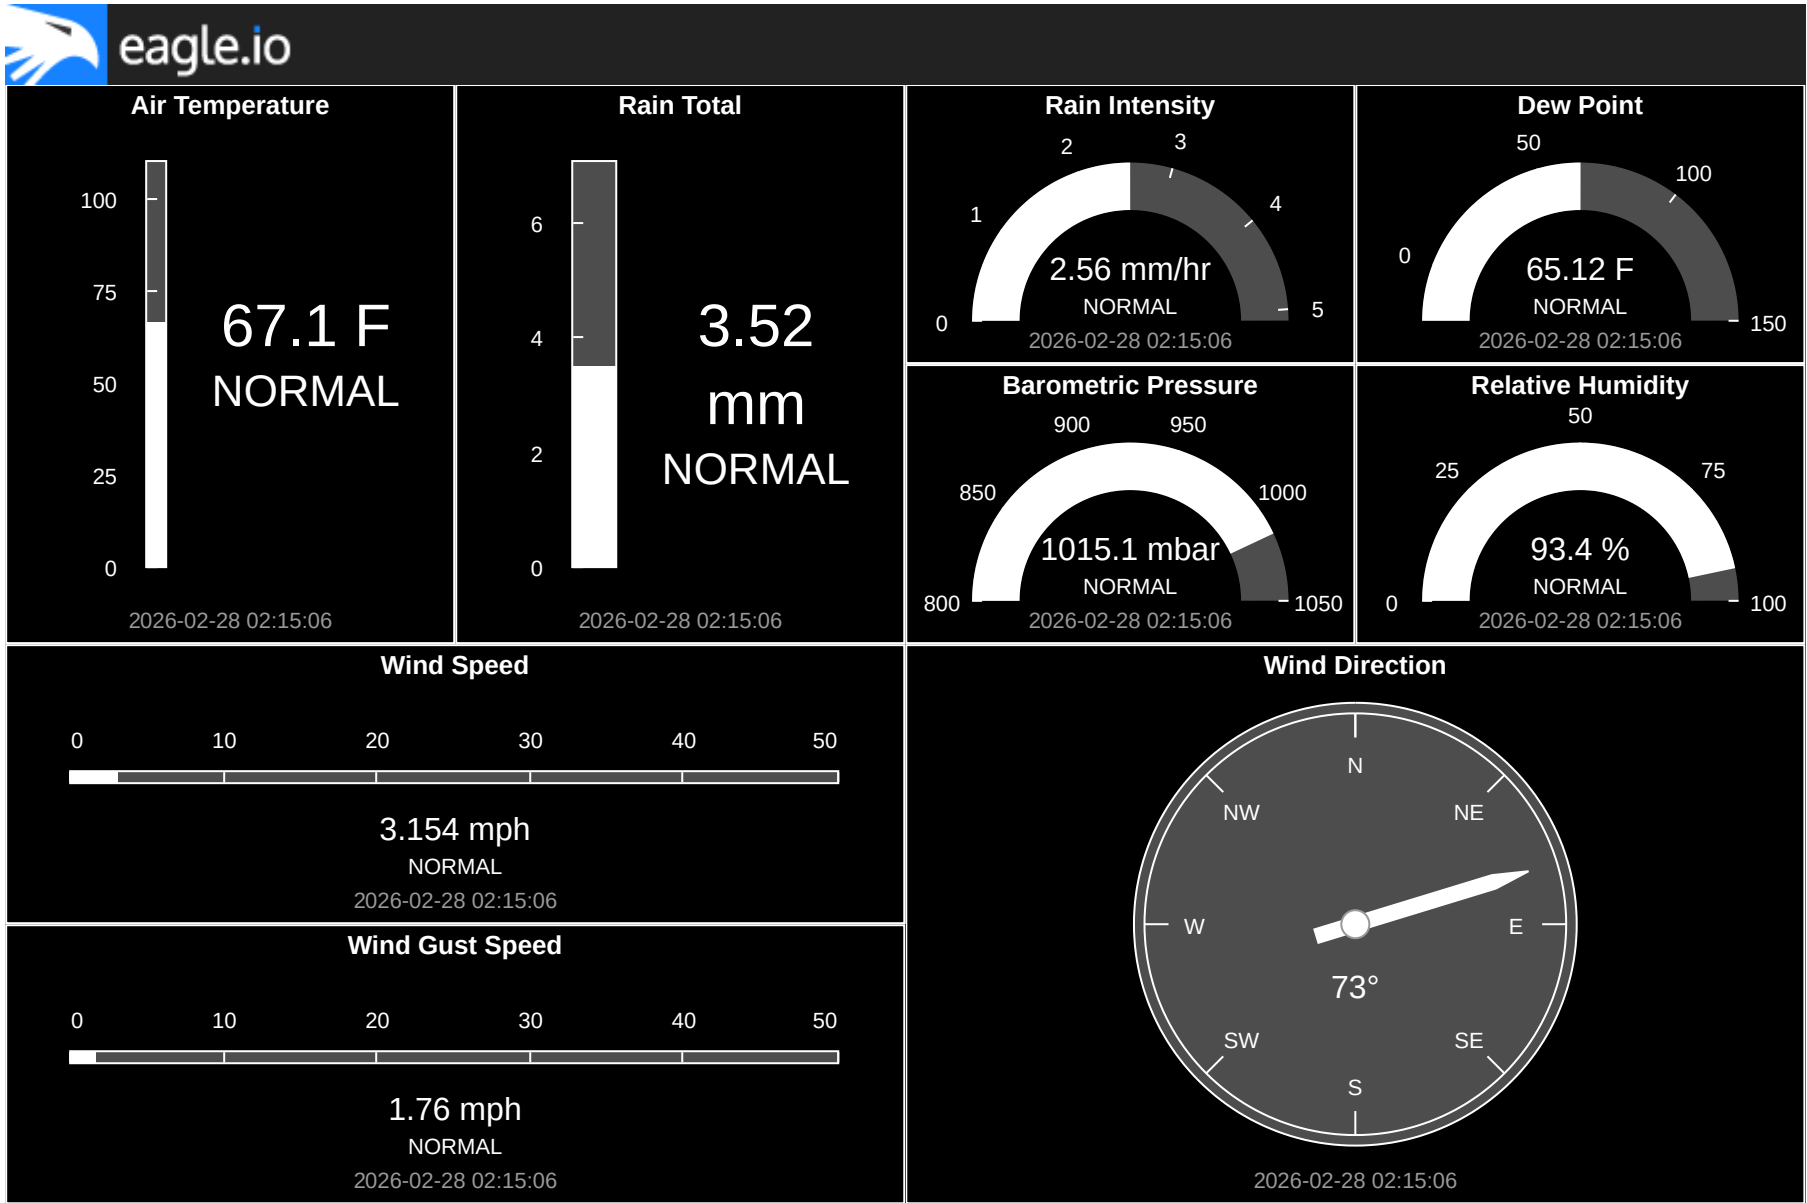 eagle.io
Air Temperature
100
75
50
25
0
67.1 F
NORMAL
2026-02-28 02:15:06
Rain Total
6
4
2
0
3.52
mm
NORMAL
2026-02-28 02:15:06
Rain Intensity
0
1
2
3
4
5
2.56 mm/hr
NORMAL
2026-02-28 02:15:06
Dew Point
0
50
100
150
65.12 F
NORMAL
2026-02-28 02:15:06
Barometric Pressure
800
850
900
950
1000
1050
1015.1 mbar
NORMAL
2026-02-28 02:15:06
Relative Humidity
0
25
50
75
100
93.4 %
NORMAL
2026-02-28 02:15:06
Wind Speed
0 10 20 30 40 50
3.154 mph
NORMAL
2026-02-28 02:15:06
Wind Gust Speed
0 10 20 30 40 50
1.76 mph
NORMAL
2026-02-28 02:15:06
Wind Direction
N
NW NE
W E
73°
SW SE
S
2026-02-28 02:15:06